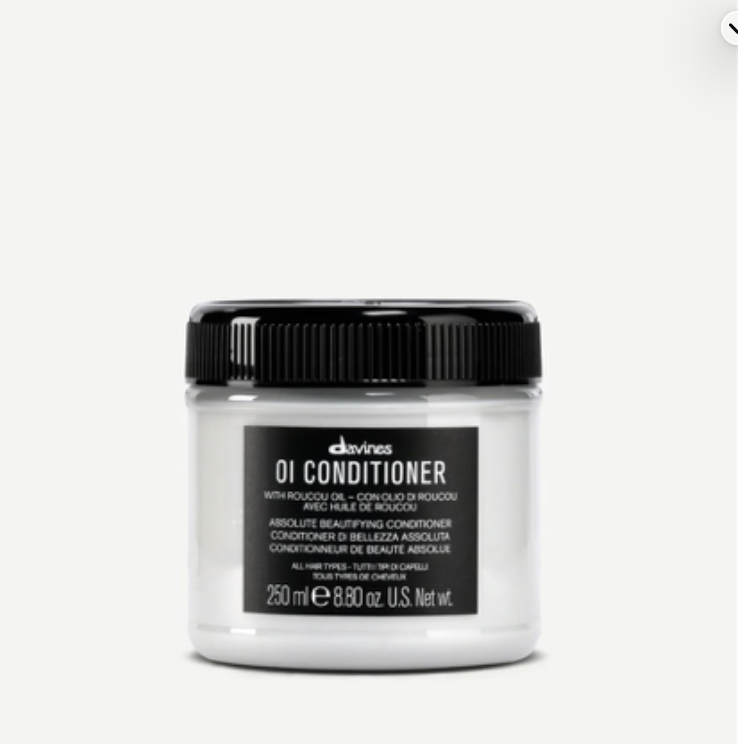 davines
OI CONDITIONER
WITH ROUCOU OIL – CON OLIO DI ROUCOU
AVEC HUILE DE ROUCOU
ABSOLUTE BEAUTIFYING CONDITIONER
CONDITIONER DI BELLEZZA ASSOLUTA
CONDITIONNEUR DE BEAUTÉ ABSOLUE
ALL HAIR TYPES - TUTTI I TIPI DI CAPELLI
TOUS TYPES DE CHEVEUX
250 ml ℮ 8.80 oz. U.S. Net wt.